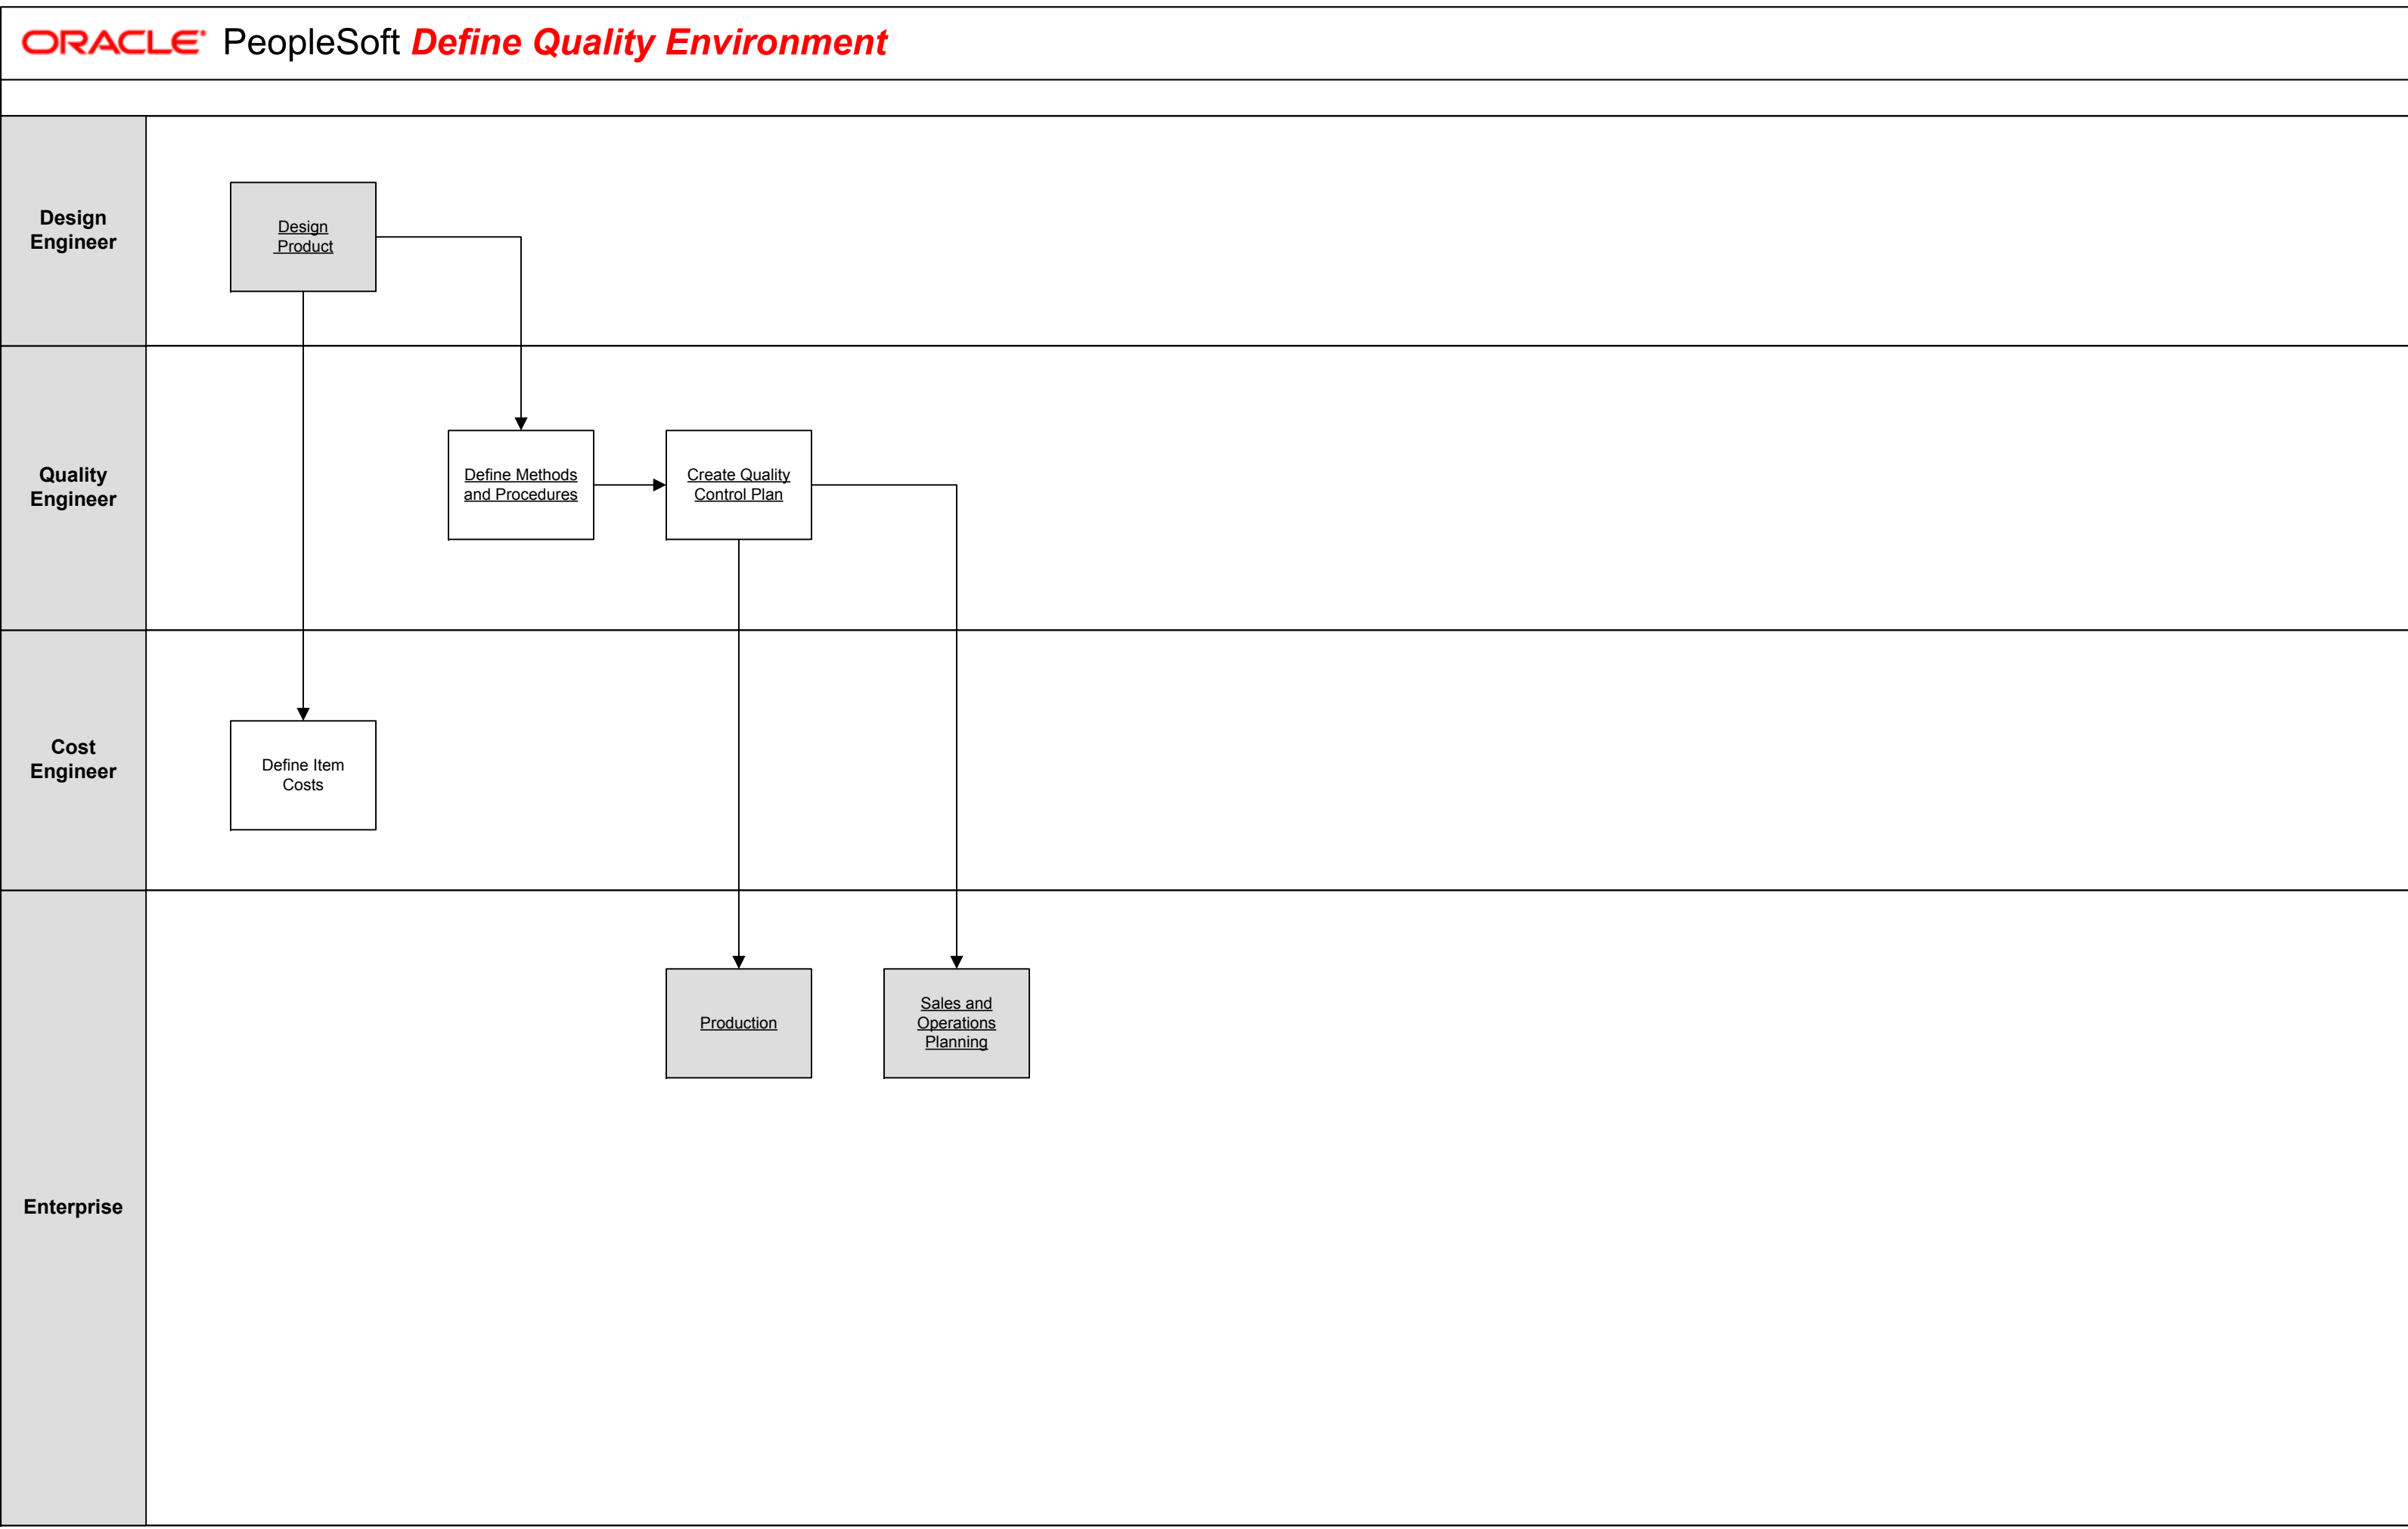 ORACLE PeopleSoft Define Quality Environment
Design
Engineer
Design
Product
Quality
Engineer
Define Methods
and Procedures
Create Quality
Control Plan
Cost
Engineer
Define Item
Costs
Enterprise
Production
Sales and
Operations
Planning